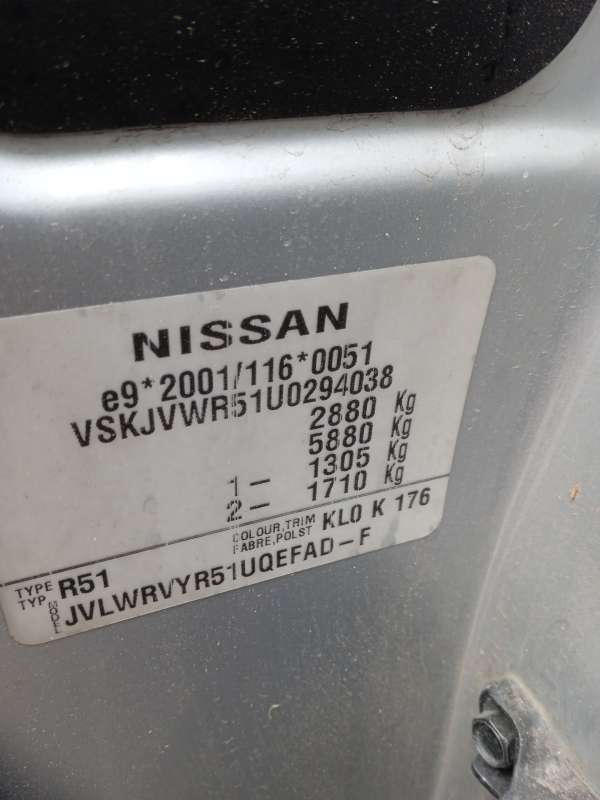 NISSAN
e9*2001/116*0051
VSKJVWR51U0294038
2880 Kg
5880 Kg
1- 1305 Kg
2- 1710 Kg
COLOUR,TRIM KL0 K 176
FABRE,POLST
TYPE R51
TYP
MODEL JVLWRVYR51UQEFAD-F